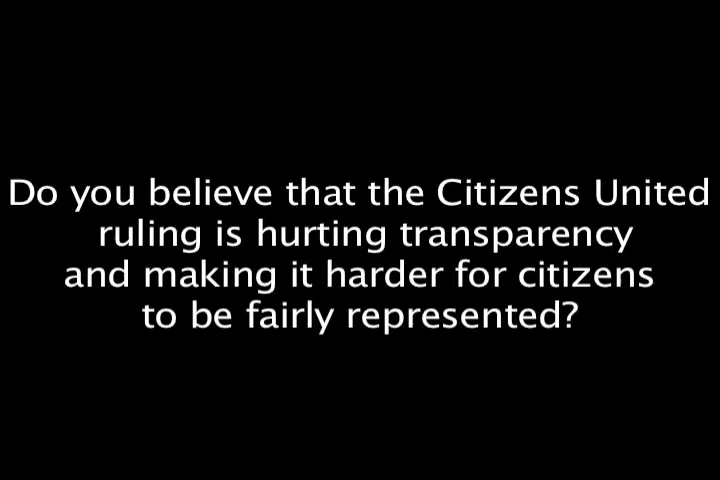 Do you believe that the Citizens United
ruling is hurting transparency
and making it harder for citizens
to be fairly represented?